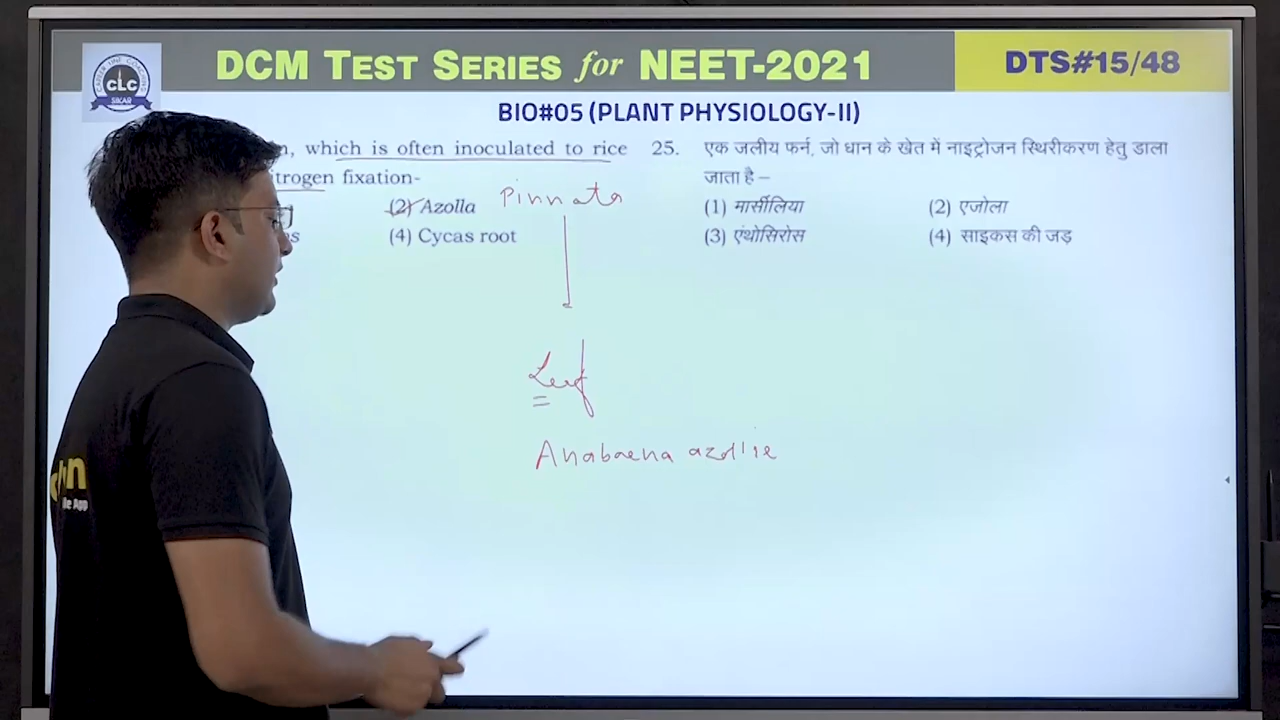 CLC
SIKAR
DCM TEST SERIES for NEET-2021
DTS#15/48
BIO#05 (PLANT PHYSIOLOGY-II)
which is often inoculated to rice
trogen fixation-
(2) Azolla
(4) Cycas root
Pinnata
Leaf
Anabaena azollie
25. एक जलीय फर्न, जो धान के खेत में नाइट्रोजन स्थिरीकरण हेतु डाला
जाता है –
(1) मार्सीलिया (2) एजोला
(3) एंथोसिरोस (4) साइकस की जड़